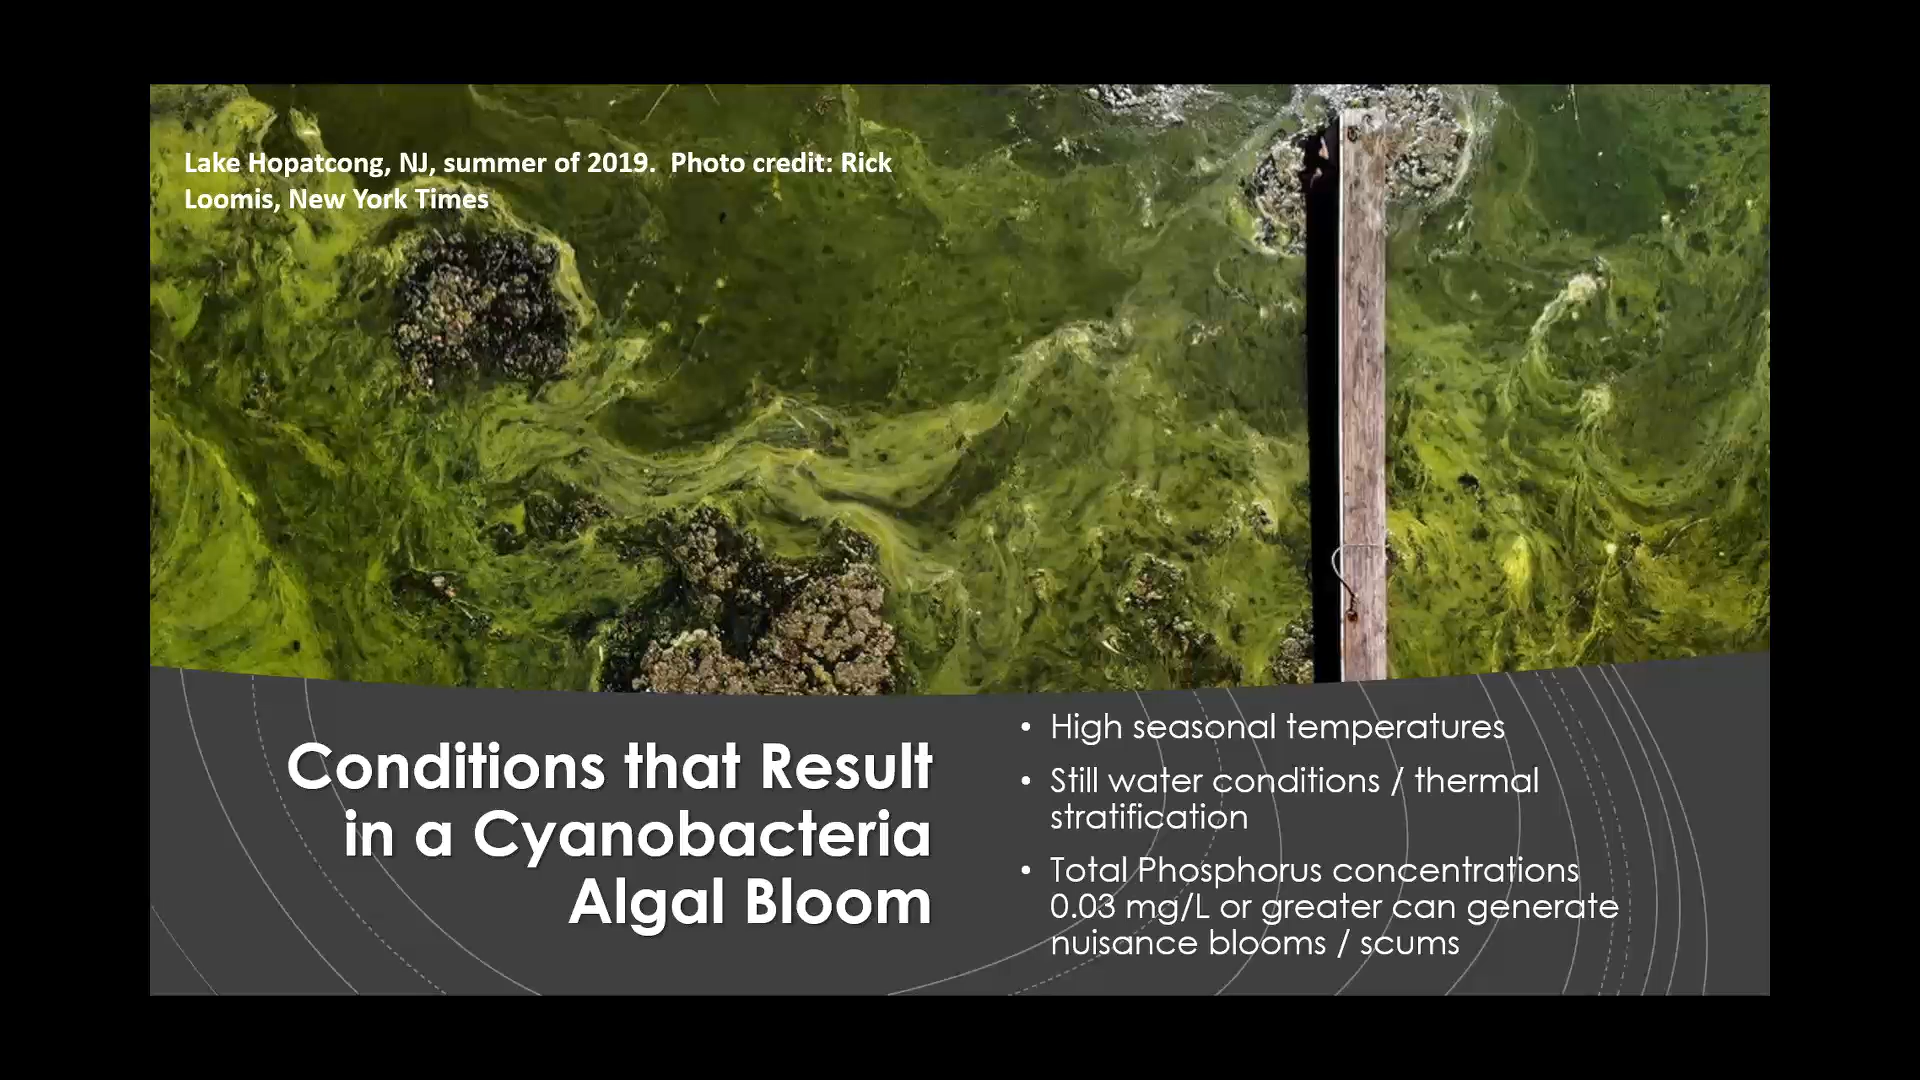 Lake Hopatcong, NJ, summer of 2019.  Photo credit: Rick
Loomis, New York Times
Conditions that Result
in a Cyanobacteria
Algal Bloom
• High seasonal temperatures
• Still water conditions / thermal
stratification
• Total Phosphorus concentrations
0.03 mg/L or greater can generate
nuisance blooms / scums